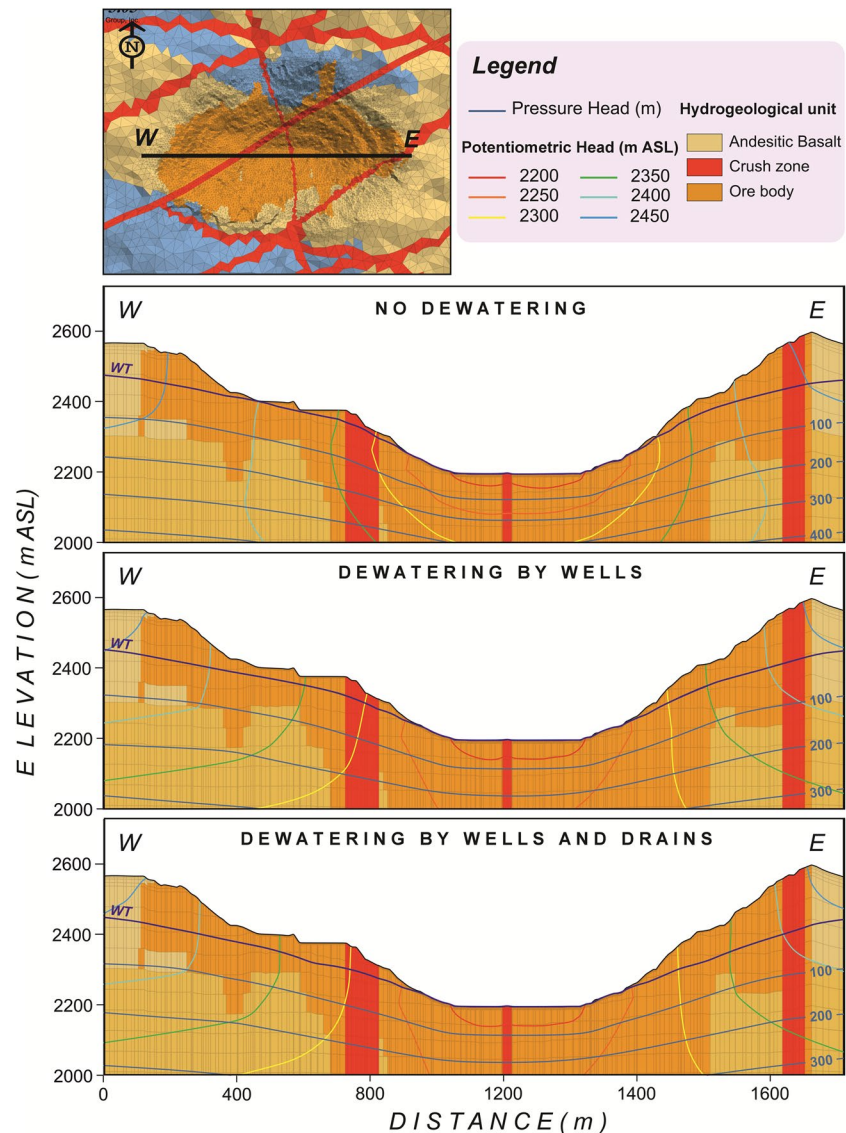 Group, Inc
N
W
E
Legend
Pressure Head (m)
Hydrogeological unit
Potentiometric Head (m ASL)
Andesitic Basalt
Crush zone
Ore body
2200
2350
2250
2400
2300
2450
W
NO DEWATERING
E
2600
WT
2400
100
2200
200
300
2000
400
W
DEWATERING BY WELLS
E
2600
WT
2400
100
2200
200
300
2000
W
DEWATERING BY WELLS AND DRAINS
E
2600
WT
2400
100
2200
200
300
2000
ELEVATION (m ASL)
0
400
800
1200
1400
1600
DISTANCE (m)